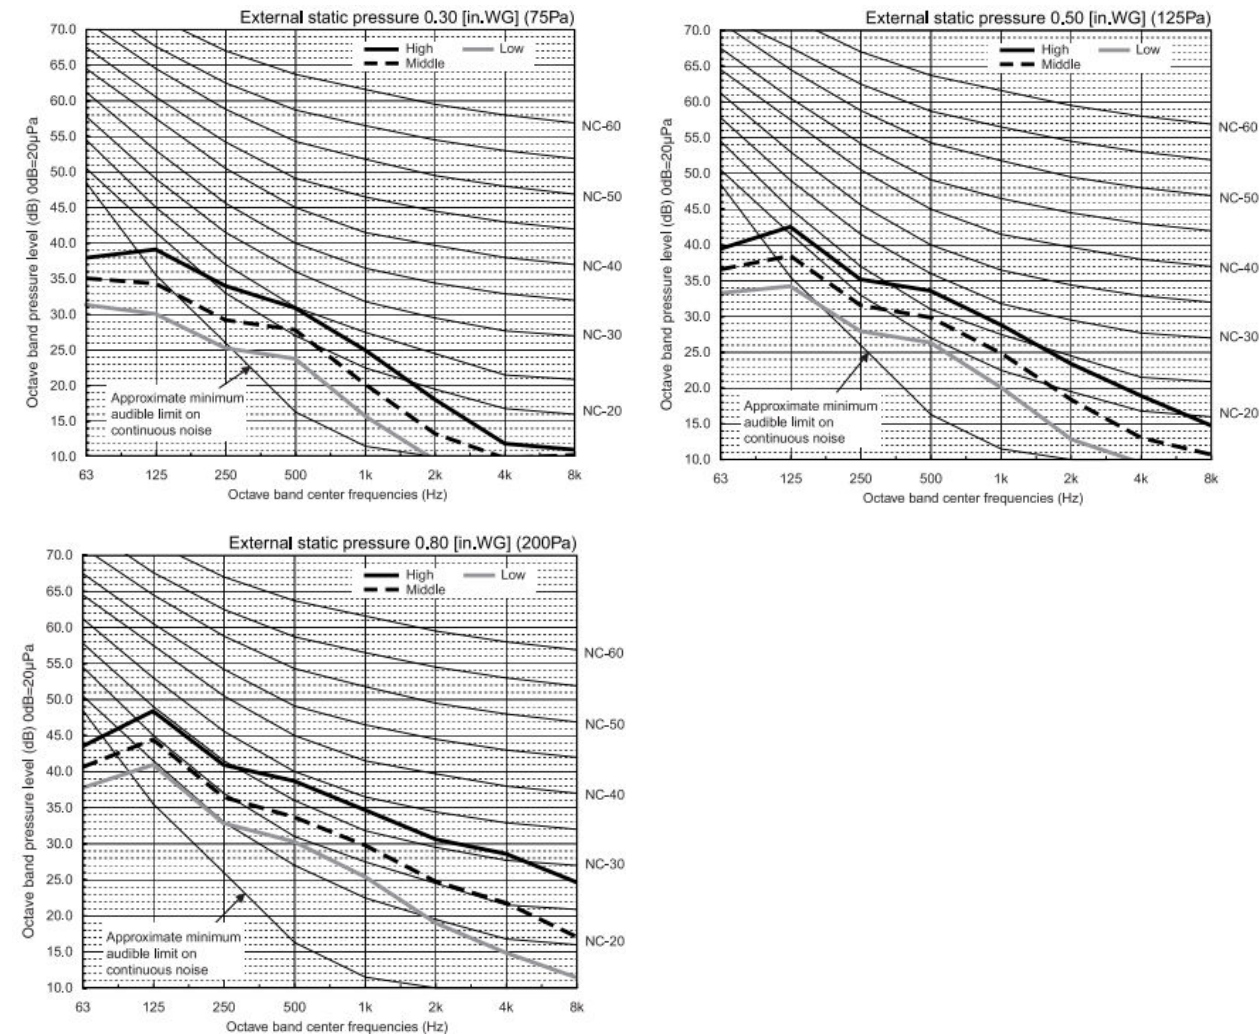 External static pressure 0.30 [in.WG] (75Pa)
70.0
65.0
60.0
55.0
50.0
45.0
40.0
35.0
30.0
25.0
20.0
15.0
10.0
Octave band pressure level (dB) 0dB=20μPa
High
Low
Middle
NC-60
NC-50
NC-40
NC-30
NC-20
Approximate minimum
audible limit on
continuous noise
63 125 250 500 1k 2k 4k 8k
Octave band center frequencies (Hz)
External static pressure 0.50 [in.WG] (125Pa)
70.0
65.0
60.0
55.0
50.0
45.0
40.0
35.0
30.0
25.0
20.0
15.0
10.0
Octave band pressure level (dB) 0dB=20μPa
High
Low
Middle
NC-60
NC-50
NC-40
NC-30
NC-20
Approximate minimum
audible limit on
continuous noise
63 125 250 500 1k 2k 4k 8k
Octave band center frequencies (Hz)
External static pressure 0.80 [in.WG] (200Pa)
70.0
65.0
60.0
55.0
50.0
45.0
40.0
35.0
30.0
25.0
20.0
15.0
10.0
Octave band pressure level (dB) 0dB=20μPa
High
Low
Middle
NC-60
NC-50
NC-40
NC-30
NC-20
Approximate minimum
audible limit on
continuous noise
63 125 250 500 1k 2k 4k 8k
Octave band center frequencies (Hz)